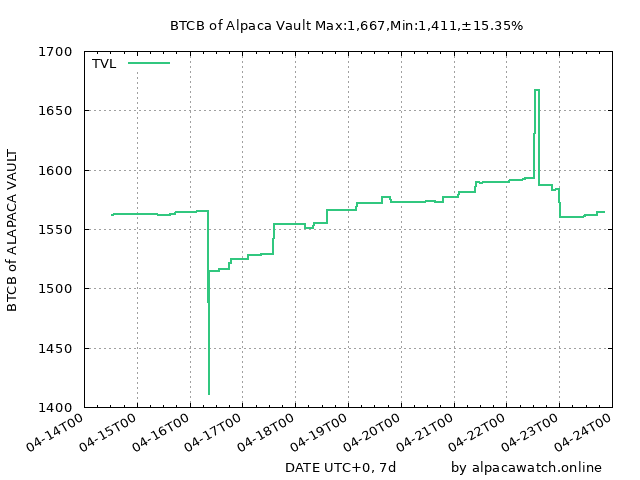 BTCB of Alpaca Vault Max:1,667,Min:1,411,±15.35%
TVL
BTCB of ALAPACA VAULT
1700
1650
1600
1550
1500
1450
1400
04-14T00
04-15T00
04-16T00
04-17T00
04-18T00
04-19T00
04-20T00
04-21T00
04-22T00
04-23T00
04-24T00
DATE UTC+0, 7d
by alpacawatch.online